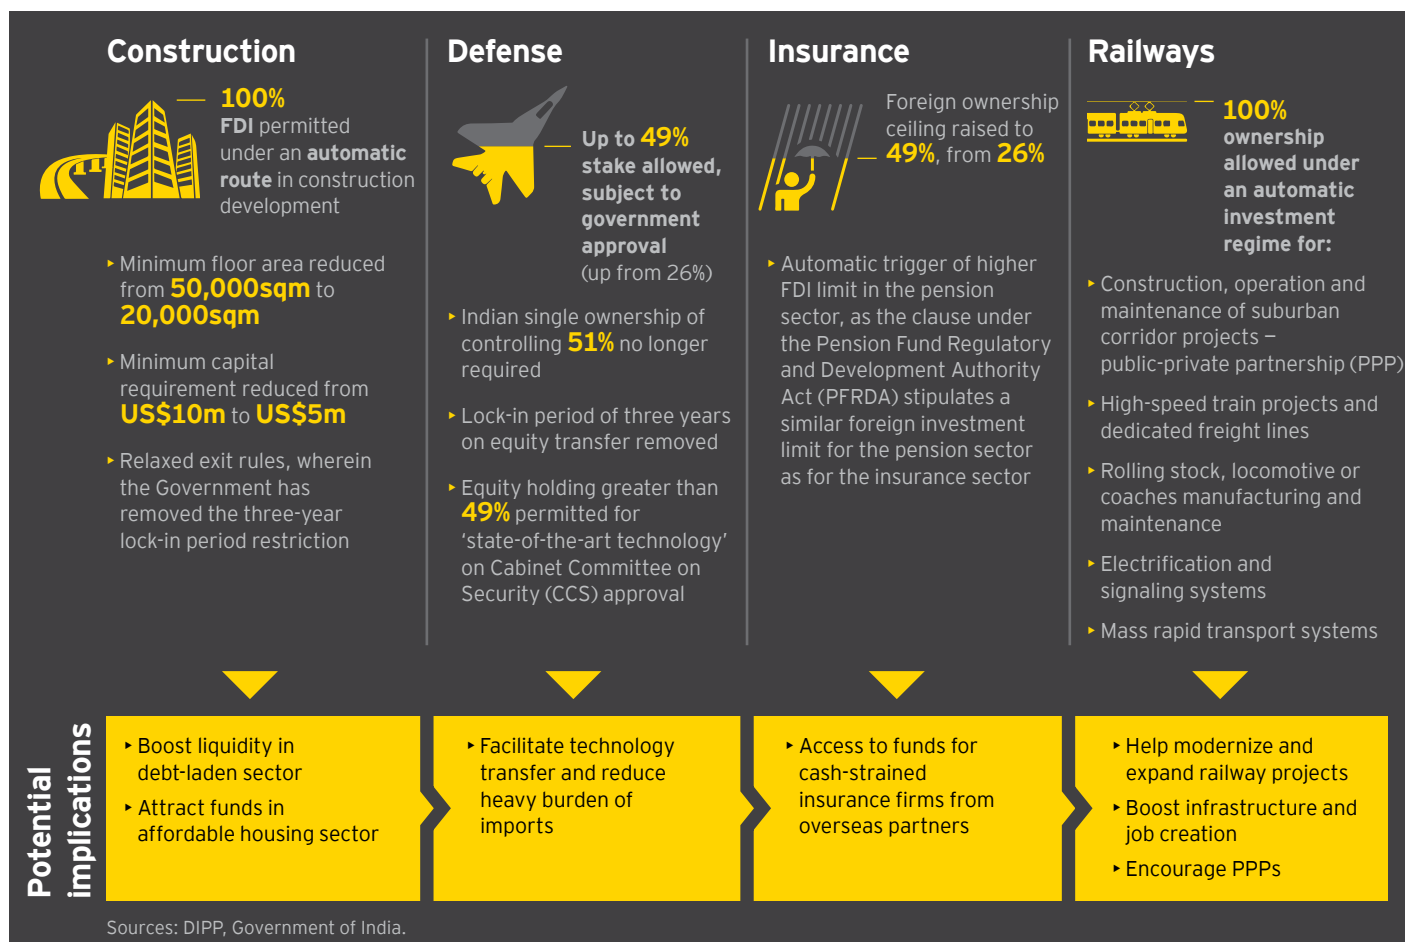 Construction
100%
FDI permitted
under an automatic
route in construction
development
▸ Minimum floor area reduced
from 50,000sqm to
20,000sqm
▸ Minimum capital
requirement reduced from
US$10m to US$5m
▸ Relaxed exit rules, wherein
the Government has
removed the three-year
lock-in period restriction
Defense
Up to 49%
stake allowed,
subject to
government
approval
(up from 26%)
▸ Indian single ownership of
controlling 51% no longer
required
▸ Lock-in period of three years
on equity transfer removed
▸ Equity holding greater than
49% permitted for
‘state-of-the-art technology’
on Cabinet Committee on
Security (CCS) approval
Insurance
Foreign ownership
ceiling raised to
49%, from 26%
▸ Automatic trigger of higher
FDI limit in the pension
sector, as the clause under
the Pension Fund Regulatory
and Development Authority
Act (PFRDA) stipulates a
similar foreign investment
limit for the pension sector
as for the insurance sector
Railways
100%
ownership
allowed under
an automatic
investment
regime for:
▸ Construction, operation and
maintenance of suburban
corridor projects –
public-private partnership (PPP)
▸ High-speed train projects and
dedicated freight lines
▸ Rolling stock, locomotive or
coaches manufacturing and
maintenance
▸ Electrification and
signaling systems
▸ Mass rapid transport systems
Potential
implications
▸ Boost liquidity in
debt-laden sector
▸ Attract funds in
affordable housing sector
▸ Facilitate technology
transfer and reduce
heavy burden of
imports
▸ Access to funds for
cash-strained
insurance firms from
overseas partners
▸ Help modernize and
expand railway projects
▸ Boost infrastructure and
job creation
▸ Encourage PPPs
Sources: DIPP, Government of India.